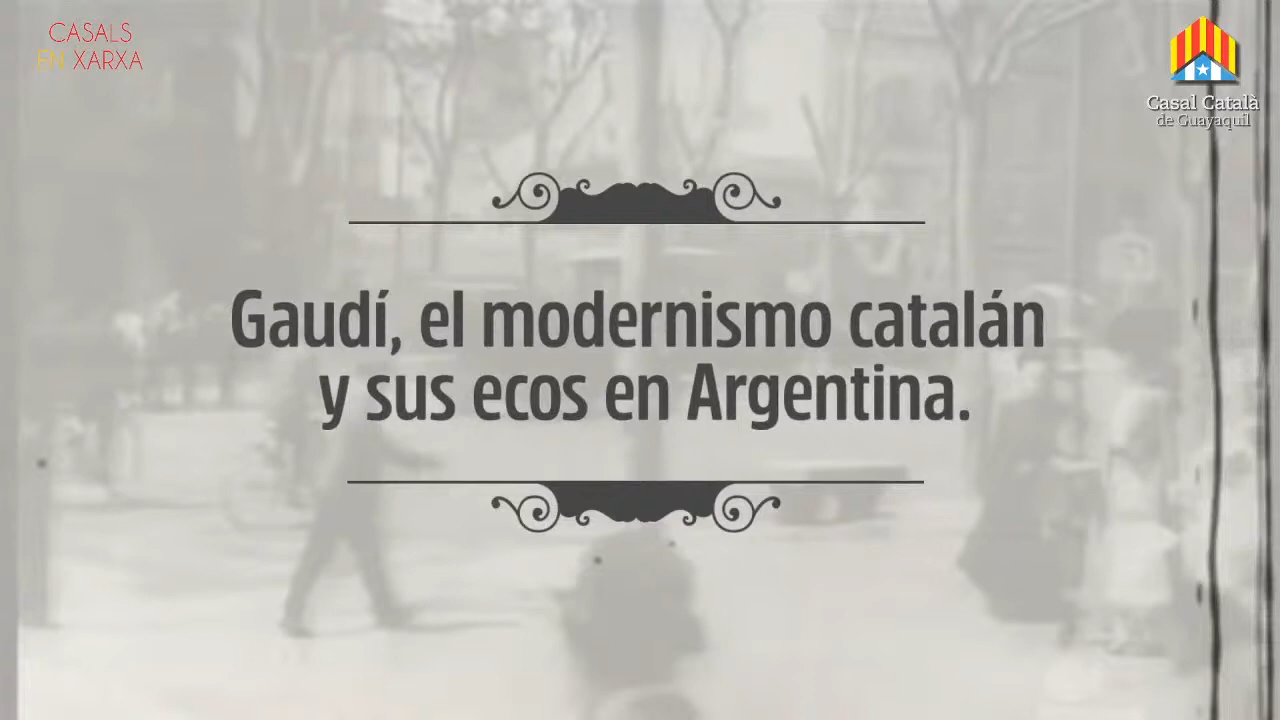 CASALS
EN XARXA
Casal Català
de Guayaquil
Gaudí, el modernismo catalán
y sus ecos en Argentina.